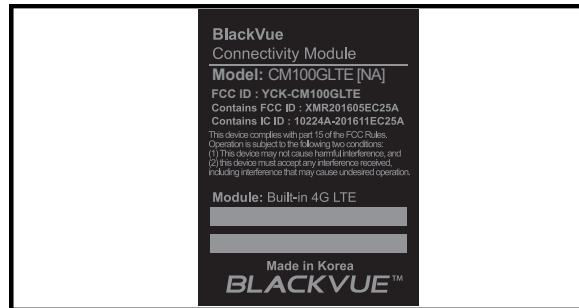 BlackVue
Connectivity Module
Model: CM100GLTE [NA]
FCC ID : YCK-CM100GLTE
Contains FCC ID : XMR201605EC25A
Contains IC ID : 10224A-201611EC25A
This device complies with part 15 of the FCC Rules.
Operation is subject to the following two conditions:
(1) This device may not cause harmful interference, and
(2) this device must accept any interference received,
including interference that may cause undesired operation.
Module: Built-in 4G LTE
Made in Korea
BLACKVUE™